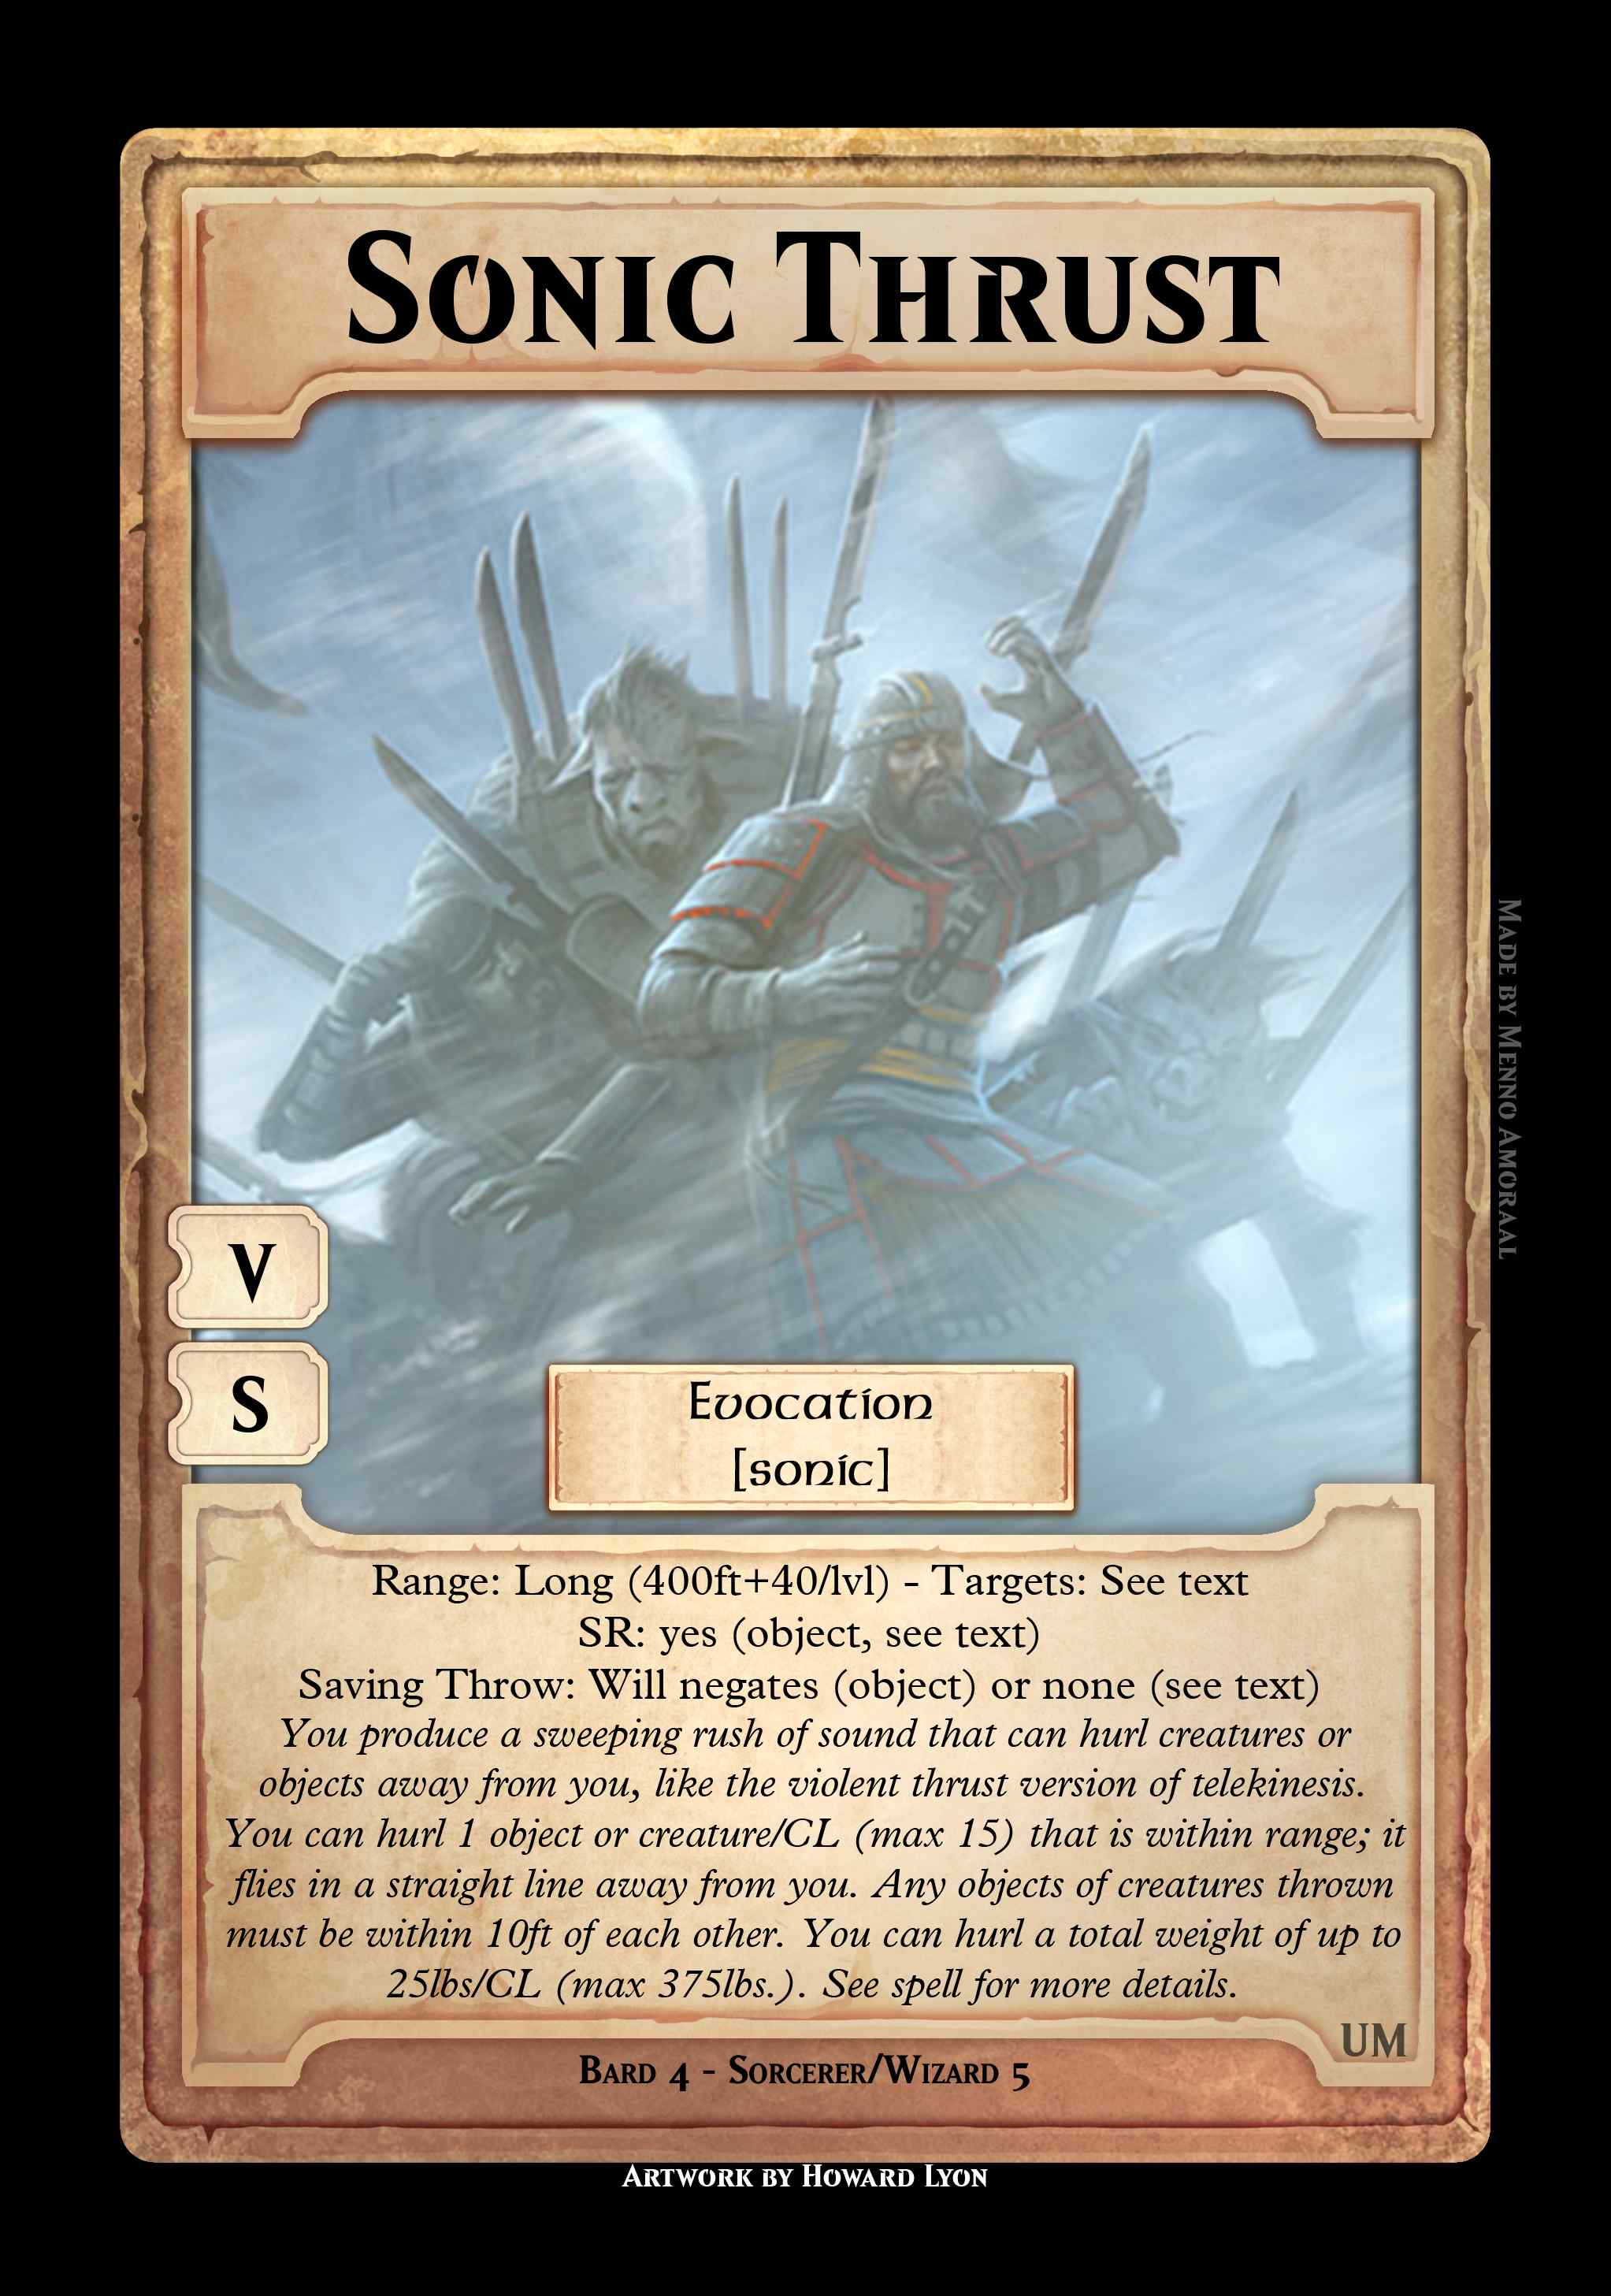 Sonic Thrust
V
S
Evocation
[sonic]
Range: Long (400ft+40/lvl) - Targets: See text
SR: yes (object, see text)
Saving Throw: Will negates (object) or none (see text)
You produce a sweeping rush of sound that can hurl creatures or
objects away from you, like the violent thrust version of telekinesis.
You can hurl 1 object or creature/CL (max 15) that is within range; it
flies in a straight line away from you. Any objects of creatures thrown
must be within 10ft of each other. You can hurl a total weight of up to
25lbs/CL (max 375lbs.). See spell for more details.
UM
Bard 4 - Sorcerer/Wizard 5
Artwork by Howard Lyon
Made by Menno Amoraal